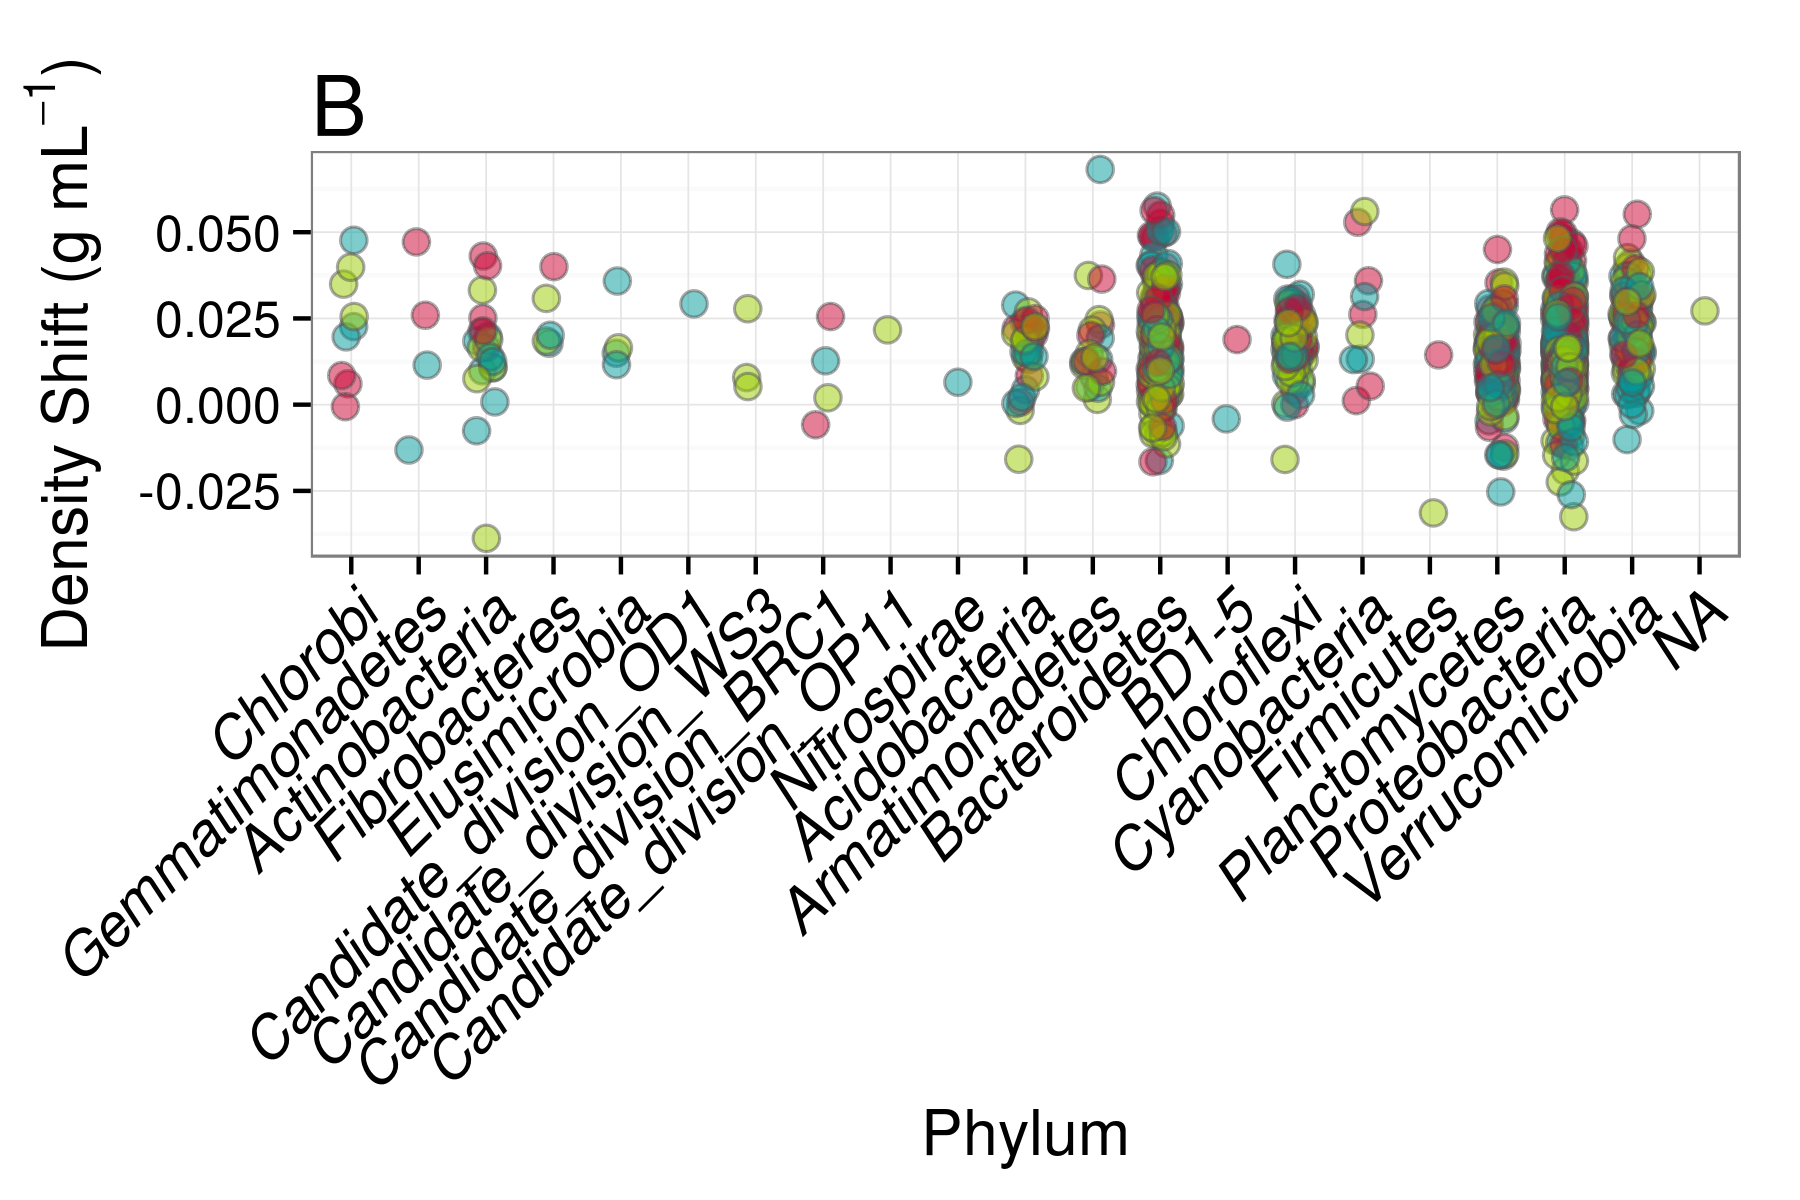 B
Density Shift (g mL⁻¹)
0.050
0.025
0.000
-0.025
Chlorobi
Gemmatimonadetes
Actinobacteria
Fibrobacteres
Elusimicrobia
Candidate_division_OD1
Candidate_division_WS3
Candidate_division_BRC1
Candidate_division_OP11
Nitrospirae
Acidobacteria
Armatimonadetes
Bacteroidetes
BD1-5
Chloroflexi
Cyanobacteria
Firmicutes
Planctomycetes
Proteobacteria
Verrucomicrobia
NA
Phylum